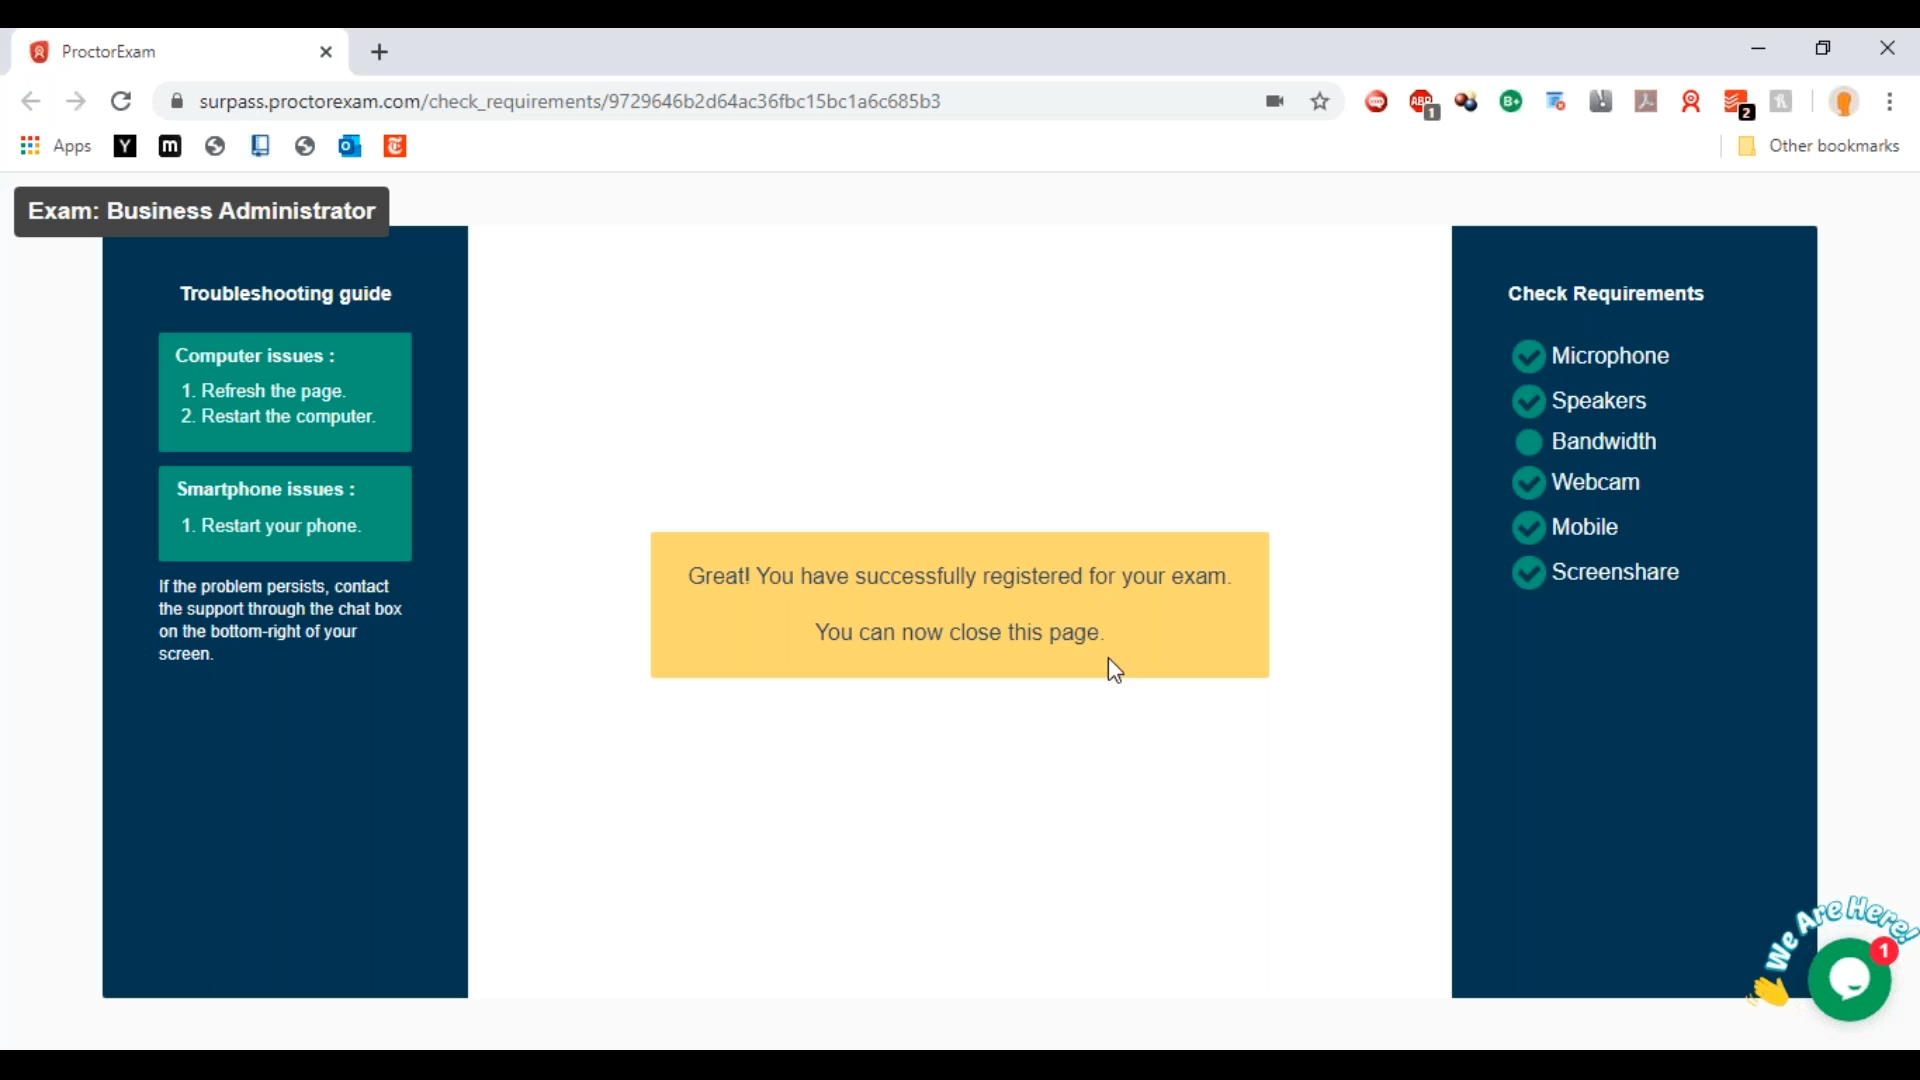 ProctorExam
surpass.proctorexam.com/check_requirements/9729646b2d64ac36fbc15bc1a6c685b3
ABP
1
B+
2
Apps
Y
m
Other bookmarks
Exam: Business Administrator
Troubleshooting guide
Computer issues :
1. Refresh the page.
2. Restart the computer.
Smartphone issues :
1. Restart your phone.
If the problem persists, contact
the support through the chat box
on the bottom-right of your
screen.
Great! You have successfully registered for your exam.
You can now close this page.
Check Requirements
Microphone
Speakers
Bandwidth
Webcam
Mobile
Screenshare
We Are Here!
1